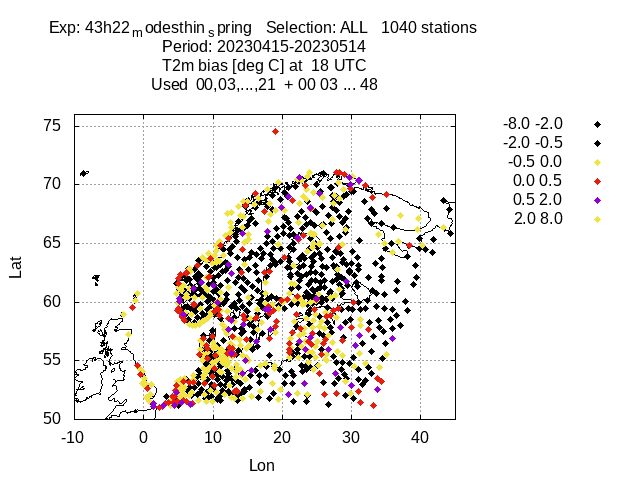 Exp: 43h22 m odesthin s pring   Selection: ALL   1040 stations
Period: 20230415-20230514
T2m bias [deg C] at  18 UTC
Used  00,03,...,21  + 00 03 ... 48
-8.0 -2.0
-2.0 -0.5
-0.5 0.0
0.0 0.5
0.5 2.0
2.0 8.0
75
70
65
60
55
50
Lat
-10 0 10 20 30 40
Lon